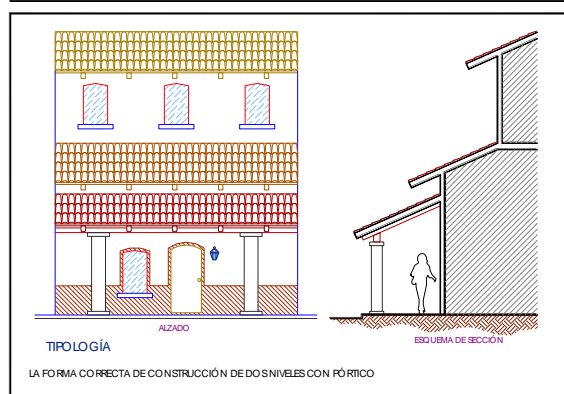 ALZADO
ESQUEMA DE SECCIÓN
TIPOLOGÍA
LA FORMA CORRECTA DE CONSTRUCCIÓN DE DOS NIVELES CON PÓRTICO